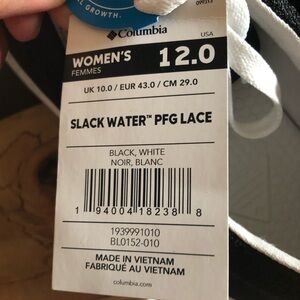 L GROWTH.
Columbia
WOMEN'S
FEMMES
USA
12.0
UK 10.0 / EUR 43.0 / CM 29.0
SLACK WATER™ PFG LACE
BLACK, WHITE
NOIR, BLANC
1 94004 18238 8
1939991010
BL0152-010
MADE IN VIETNAM
FABRIQUÉ AU VIETNAM
columbia.com